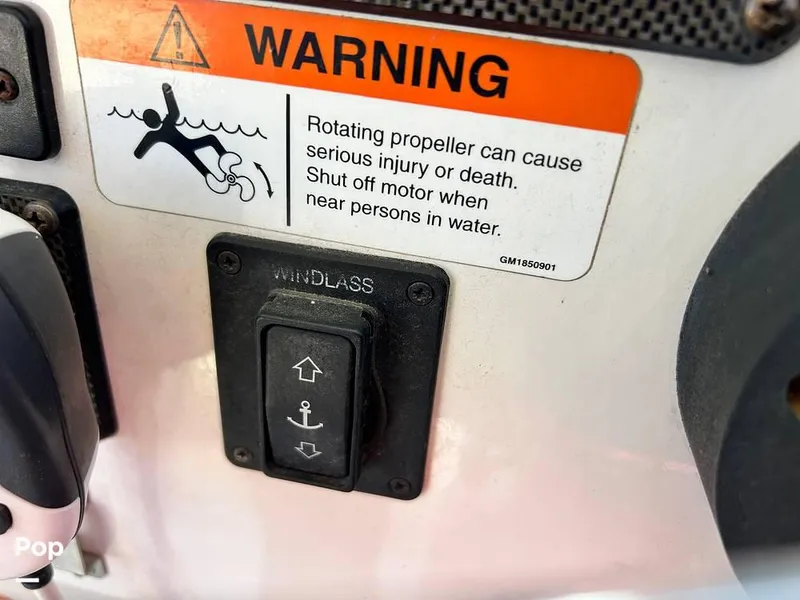 WARNING
Rotating propeller can cause
serious injury or death.
Shut off motor when
near persons in water.
GM1850901
WINDLASS
Pop